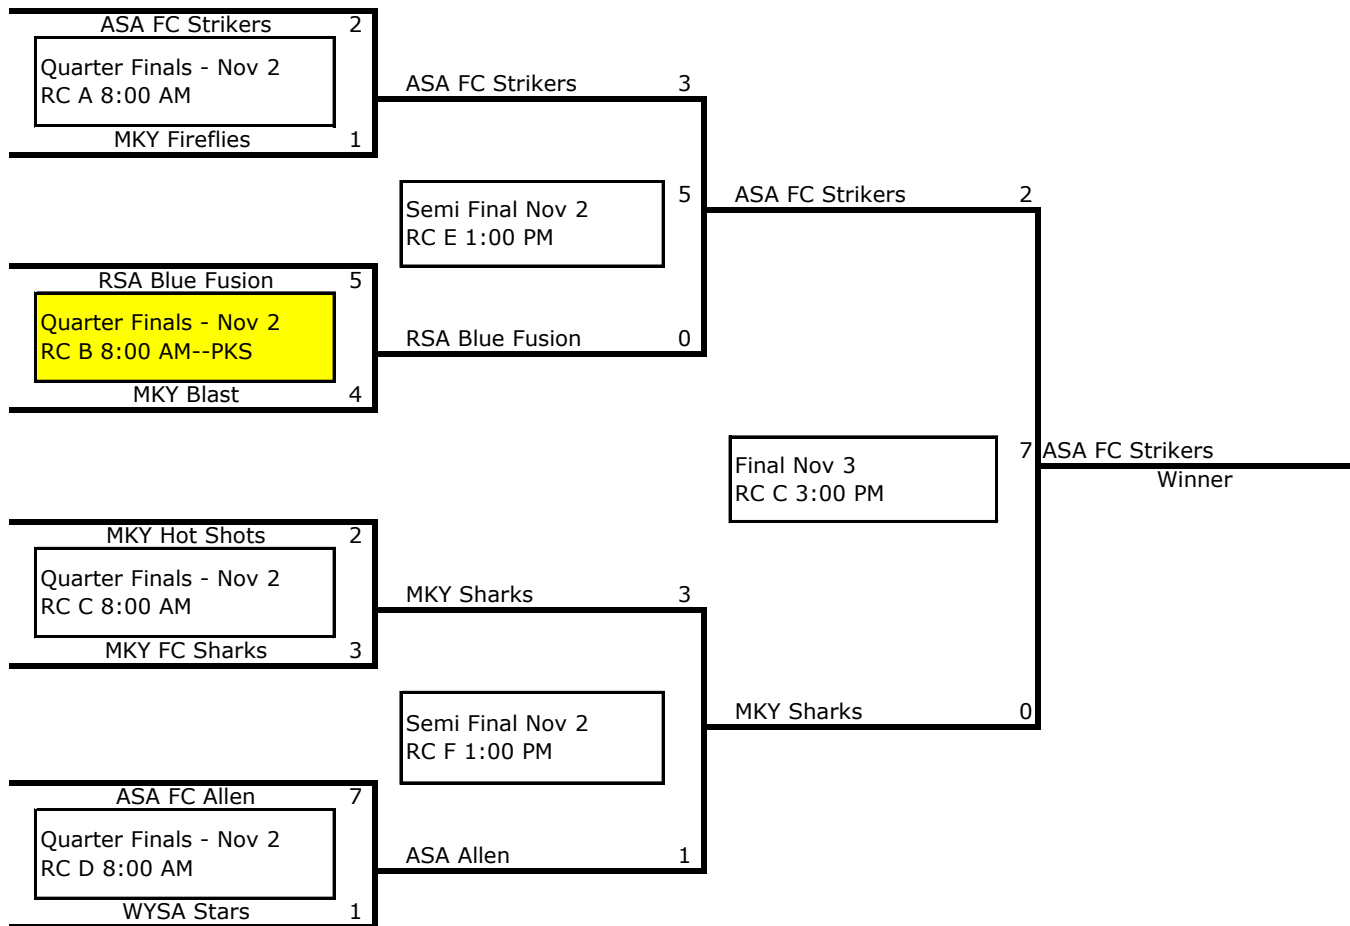 ASA FC Strikers 2
Quarter Finals - Nov 2
RC A 8:00 AM
MKY Fireflies 1
ASA FC Strikers 3
Semi Final Nov 2 5
RC E 1:00 PM
RSA Blue Fusion 5
Quarter Finals - Nov 2
RC B 8:00 AM--PKS
MKY Blast 4
RSA Blue Fusion 0
ASA FC Strikers 2
Final Nov 3 7
RC C 3:00 PM
ASA FC Strikers
Winner
MKY Hot Shots 2
Quarter Finals - Nov 2
RC C 8:00 AM
MKY FC Sharks 3
MKY Sharks 3
Semi Final Nov 2
RC F 1:00 PM
MKY Sharks 0
ASA FC Allen 7
Quarter Finals - Nov 2
RC D 8:00 AM
WYSA Stars 1
ASA Allen 1